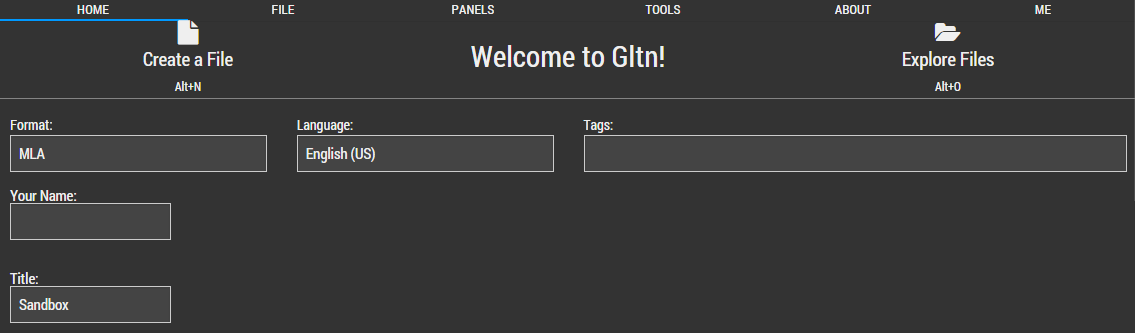 HOME FILE PANELS TOOLS ABOUT ME
Create a File Welcome to Gltn! Explore Files
Alt+N Alt+O
Format: Language: Tags:
MLA English (US)
Your Name:
Title:
Sandbox